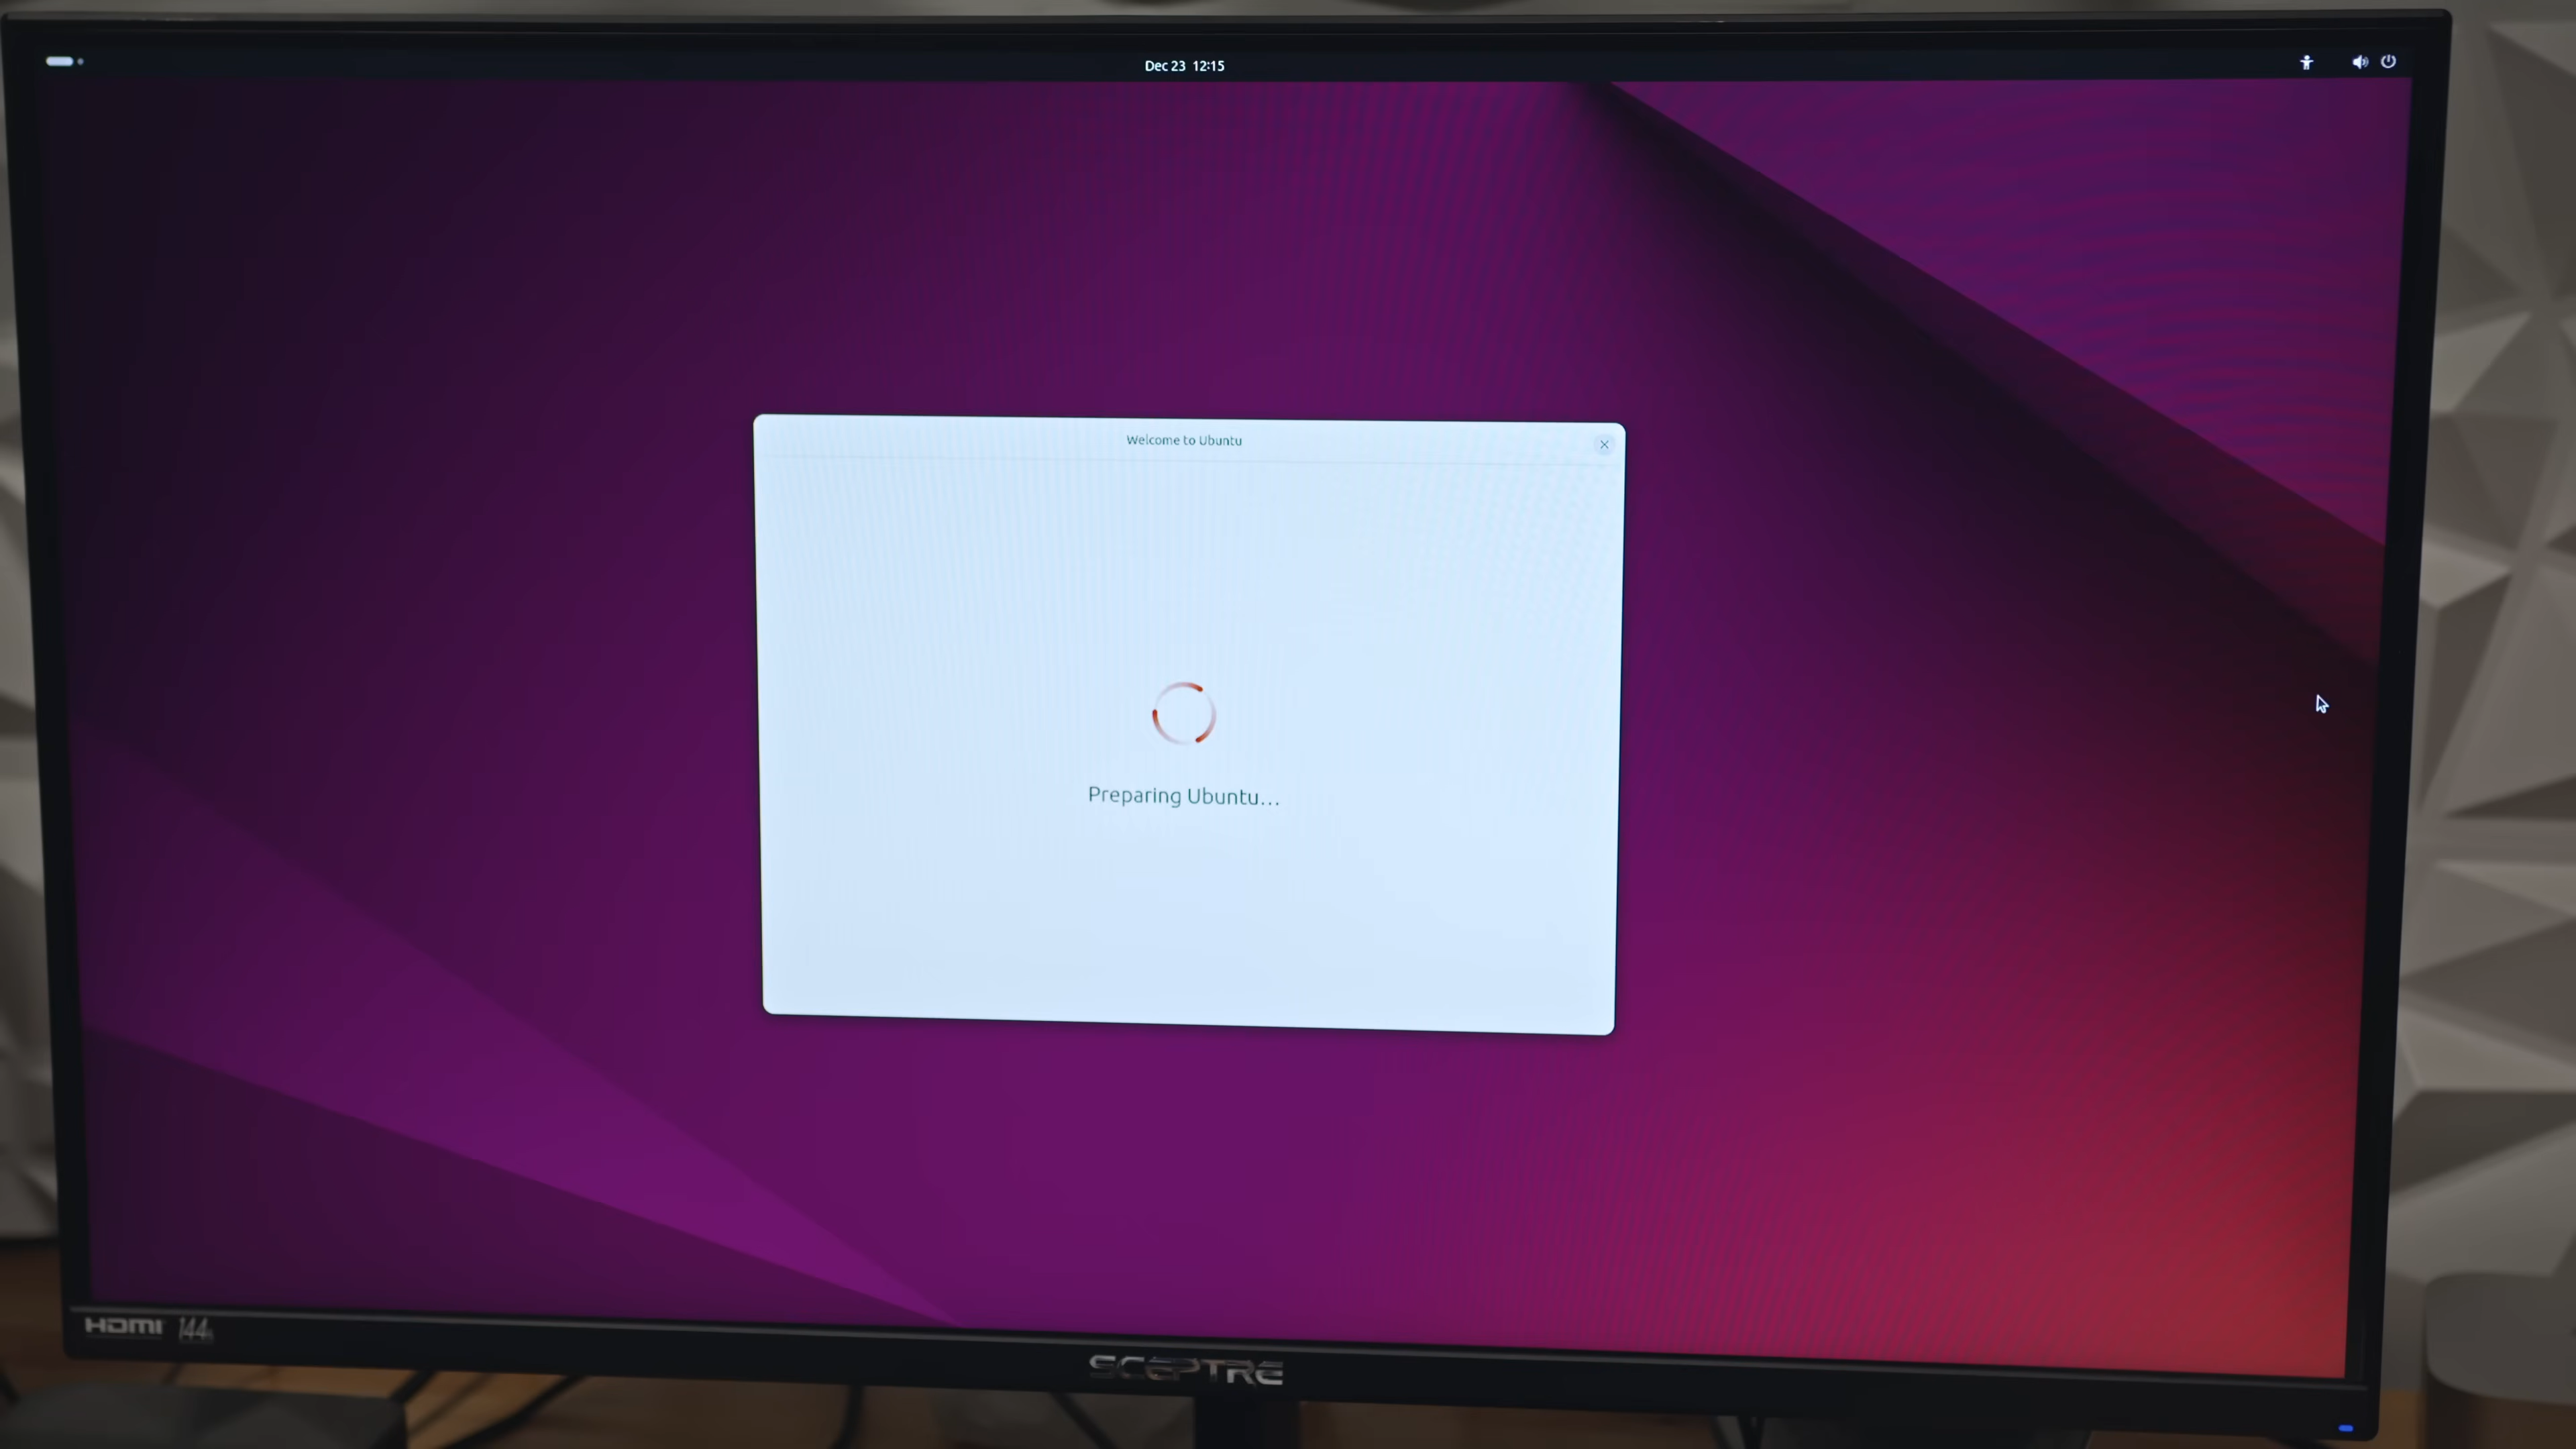 Dec 23 12:15
Welcome to Ubuntu
Preparing Ubuntu...
HDMI 144
SCEPTRE